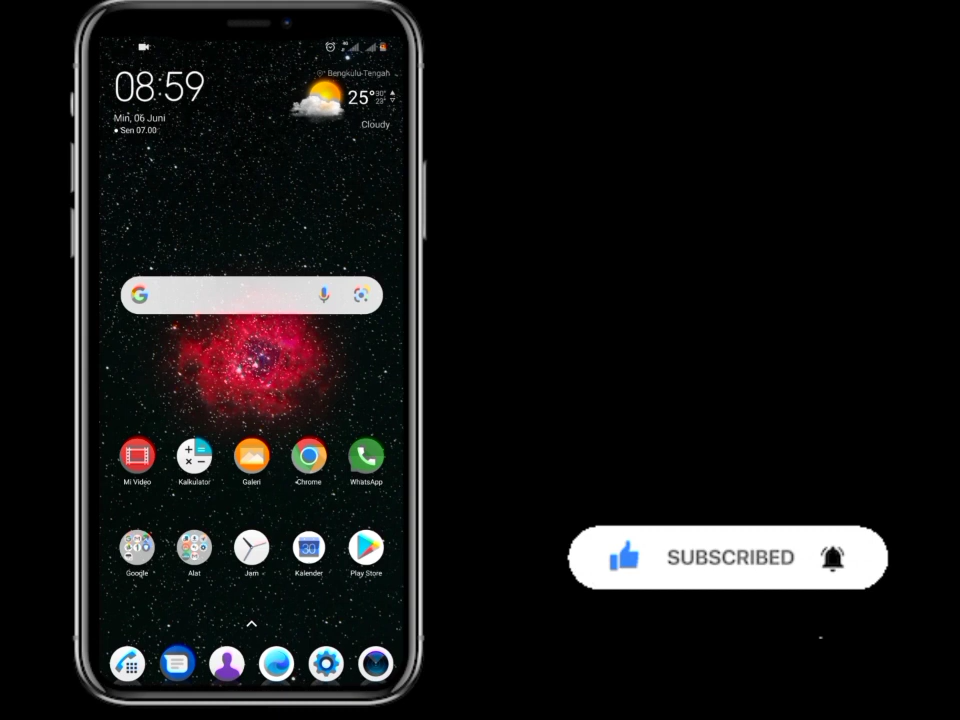 08:59
Min, 06 Juni
• Sen 07.00
Bengkulu Tengah
25° 30° 23°
Cloudy
Mi Video
Kalkulator
Galeri
Chrome
WhatsApp
Google
Alat
Jam
30
Kalender
Play Store
SUBSCRIBED